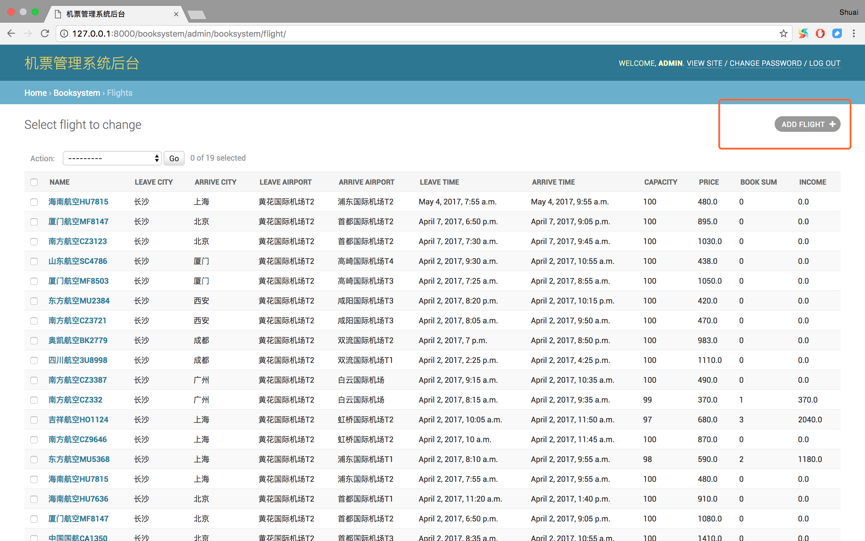 机票管理系统后台
Shuai
127.0.0.1:8000/booksystem/admin/booksystem/flight/
机票管理系统后台
WELCOME, ADMIN. VIEW SITE / CHANGE PASSWORD / LOG OUT
Home › Booksystem › Flights
Select flight to change
ADD FLIGHT +
Action: --------- Go 0 of 19 selected
NAME LEAVE CITY ARRIVE CITY LEAVE AIRPORT ARRIVE AIRPORT LEAVE TIME ARRIVE TIME CAPACITY PRICE BOOK SUM INCOME
海南航空HU7815 长沙 上海 黄花国际机场T2 浦东国际机场T2 May 4, 2017, 7:55 a.m. May 4, 2017, 9:55 a.m. 100 480.0 0 0.0
厦门航空MF8147 长沙 北京 黄花国际机场T2 首都国际机场T2 April 7, 2017, 6:50 p.m. April 7, 2017, 9:05 p.m. 100 895.0 0 0.0
南方航空CZ3123 长沙 北京 黄花国际机场T2 首都国际机场T2 April 7, 2017, 7:30 a.m. April 7, 2017, 9:45 a.m. 100 1030.0 0 0.0
山东航空SC4786 长沙 厦门 黄花国际机场T2 高崎国际机场T4 April 2, 2017, 9:30 a.m. April 2, 2017, 10:55 a.m. 100 438.0 0 0.0
厦门航空MF8503 长沙 厦门 黄花国际机场T2 高崎国际机场T3 April 2, 2017, 7:25 a.m. April 2, 2017, 8:55 a.m. 100 1050.0 0 0.0
东方航空MU2384 长沙 西安 黄花国际机场T2 咸阳国际机场T3 April 2, 2017, 8:20 p.m. April 2, 2017, 10:15 p.m. 100 420.0 0 0.0
南方航空CZ3721 长沙 西安 黄花国际机场T2 咸阳国际机场T3 April 2, 2017, 8:05 a.m. April 2, 2017, 9:50 a.m. 100 470.0 0 0.0
奥凯航空BK2779 长沙 成都 黄花国际机场T2 双流国际机场T2 April 2, 2017, 7 p.m. April 2, 2017, 8:50 p.m. 100 983.0 0 0.0
四川航空3U8998 长沙 成都 黄花国际机场T2 双流国际机场T1 April 2, 2017, 2:25 p.m. April 2, 2017, 4:25 p.m. 100 1110.0 0 0.0
南方航空CZ3387 长沙 广州 黄花国际机场T2 白云国际机场 April 2, 2017, 9:15 a.m. April 2, 2017, 10:35 a.m. 100 490.0 0 0.0
南方航空CZ332 长沙 广州 黄花国际机场T2 白云国际机场 April 2, 2017, 8:15 a.m. April 2, 2017, 9:35 a.m. 99 370.0 1 370.0
吉祥航空HO1124 长沙 上海 黄花国际机场T2 虹桥国际机场T2 April 2, 2017, 10:05 a.m. April 2, 2017, 11:50 a.m. 97 680.0 3 2040.0
南方航空CZ9646 长沙 上海 黄花国际机场T2 虹桥国际机场T2 April 2, 2017, 10 a.m. April 2, 2017, 11:45 a.m. 100 870.0 0 0.0
东方航空MU5368 长沙 上海 黄花国际机场T2 浦东国际机场T1 April 2, 2017, 8:10 a.m. April 2, 2017, 9:55 a.m. 98 590.0 2 1180.0
海南航空HU7815 长沙 上海 黄花国际机场T2 浦东国际机场T2 April 2, 2017, 7:55 a.m. April 2, 2017, 9:55 a.m. 100 480.0 0 0.0
海南航空HU7636 长沙 北京 黄花国际机场T2 首都国际机场T1 April 2, 2017, 11:20 a.m. April 2, 2017, 1:40 p.m. 100 910.0 0 0.0
厦门航空MF8147 长沙 北京 黄花国际机场T2 首都国际机场T2 April 2, 2017, 6:50 p.m. April 2, 2017, 9:05 p.m. 100 1080.0 0 0.0
中国国航CA1350 长沙 北京 黄花国际机场T2 首都国际机场T3 April 2, 2017, 8:35 a.m. April 2, 2017, 10:55 a.m. 100 1410.0 0 0.0